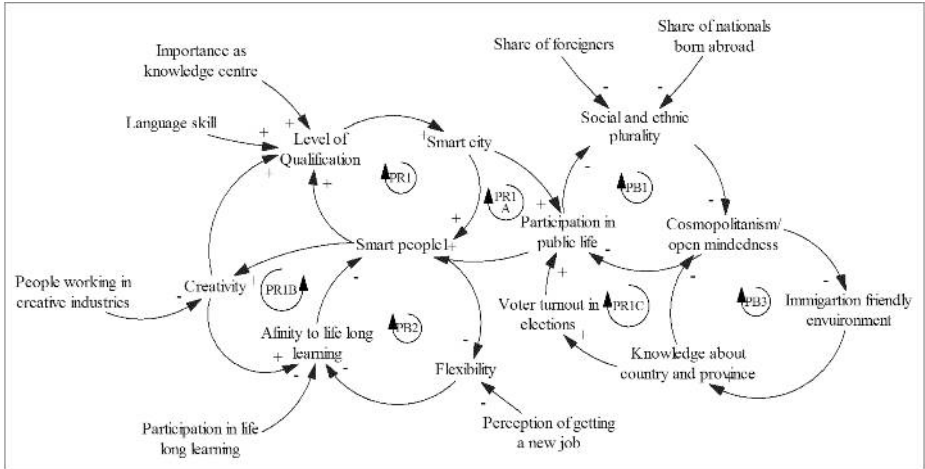 Importance as
knowledge centre
Language skill
Level of
Qualification
Smart city
PR1
PR1
A
Share of foreigners
Share of nationals
born abroad
Social and ethnic
plurality
PB1
Participation in
public life
Cosmopolitanism/
open mindedness
Smart people1
People working in
creative industries
Creativity
PR1B
Afinity to life long
learning
PB2
Flexibility
Participation in life
long learning
Perception of getting
a new job
Voter turnout in
elections
PR1C
PB3
Immigartion friendly
envuironment
Knowledge about
country and province